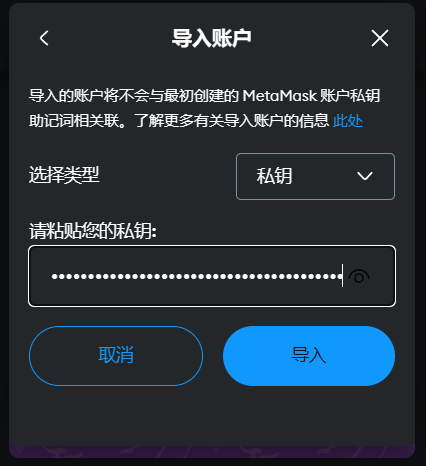 导入账户
导入的账户将不会与最初创建的 MetaMask 账户私钥
助记词相关联。了解更多有关导入账户的信息 此处
选择类型
私钥
请粘贴您的私钥:
取消
导入